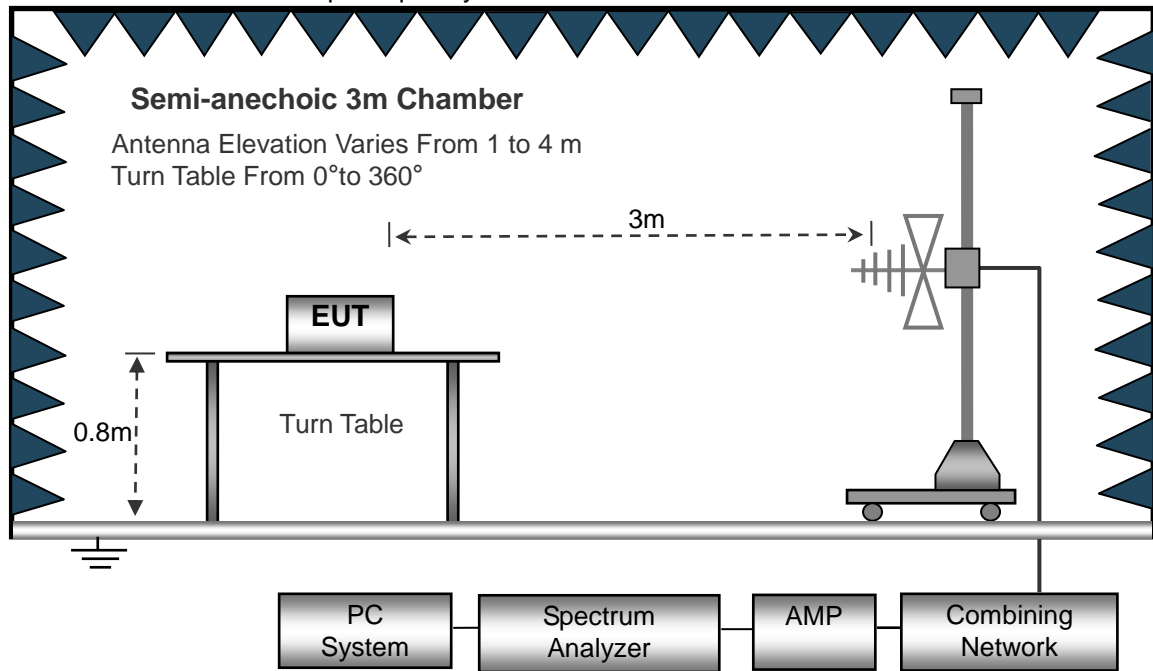 Semi-anechoic 3m Chamber
Antenna Elevation Varies From 1 to 4 m
Turn Table From 0°to 360°
3m
EUT
0.8m
Turn Table
PC
System
Spectrum
Analyzer
AMP
Combining
Network